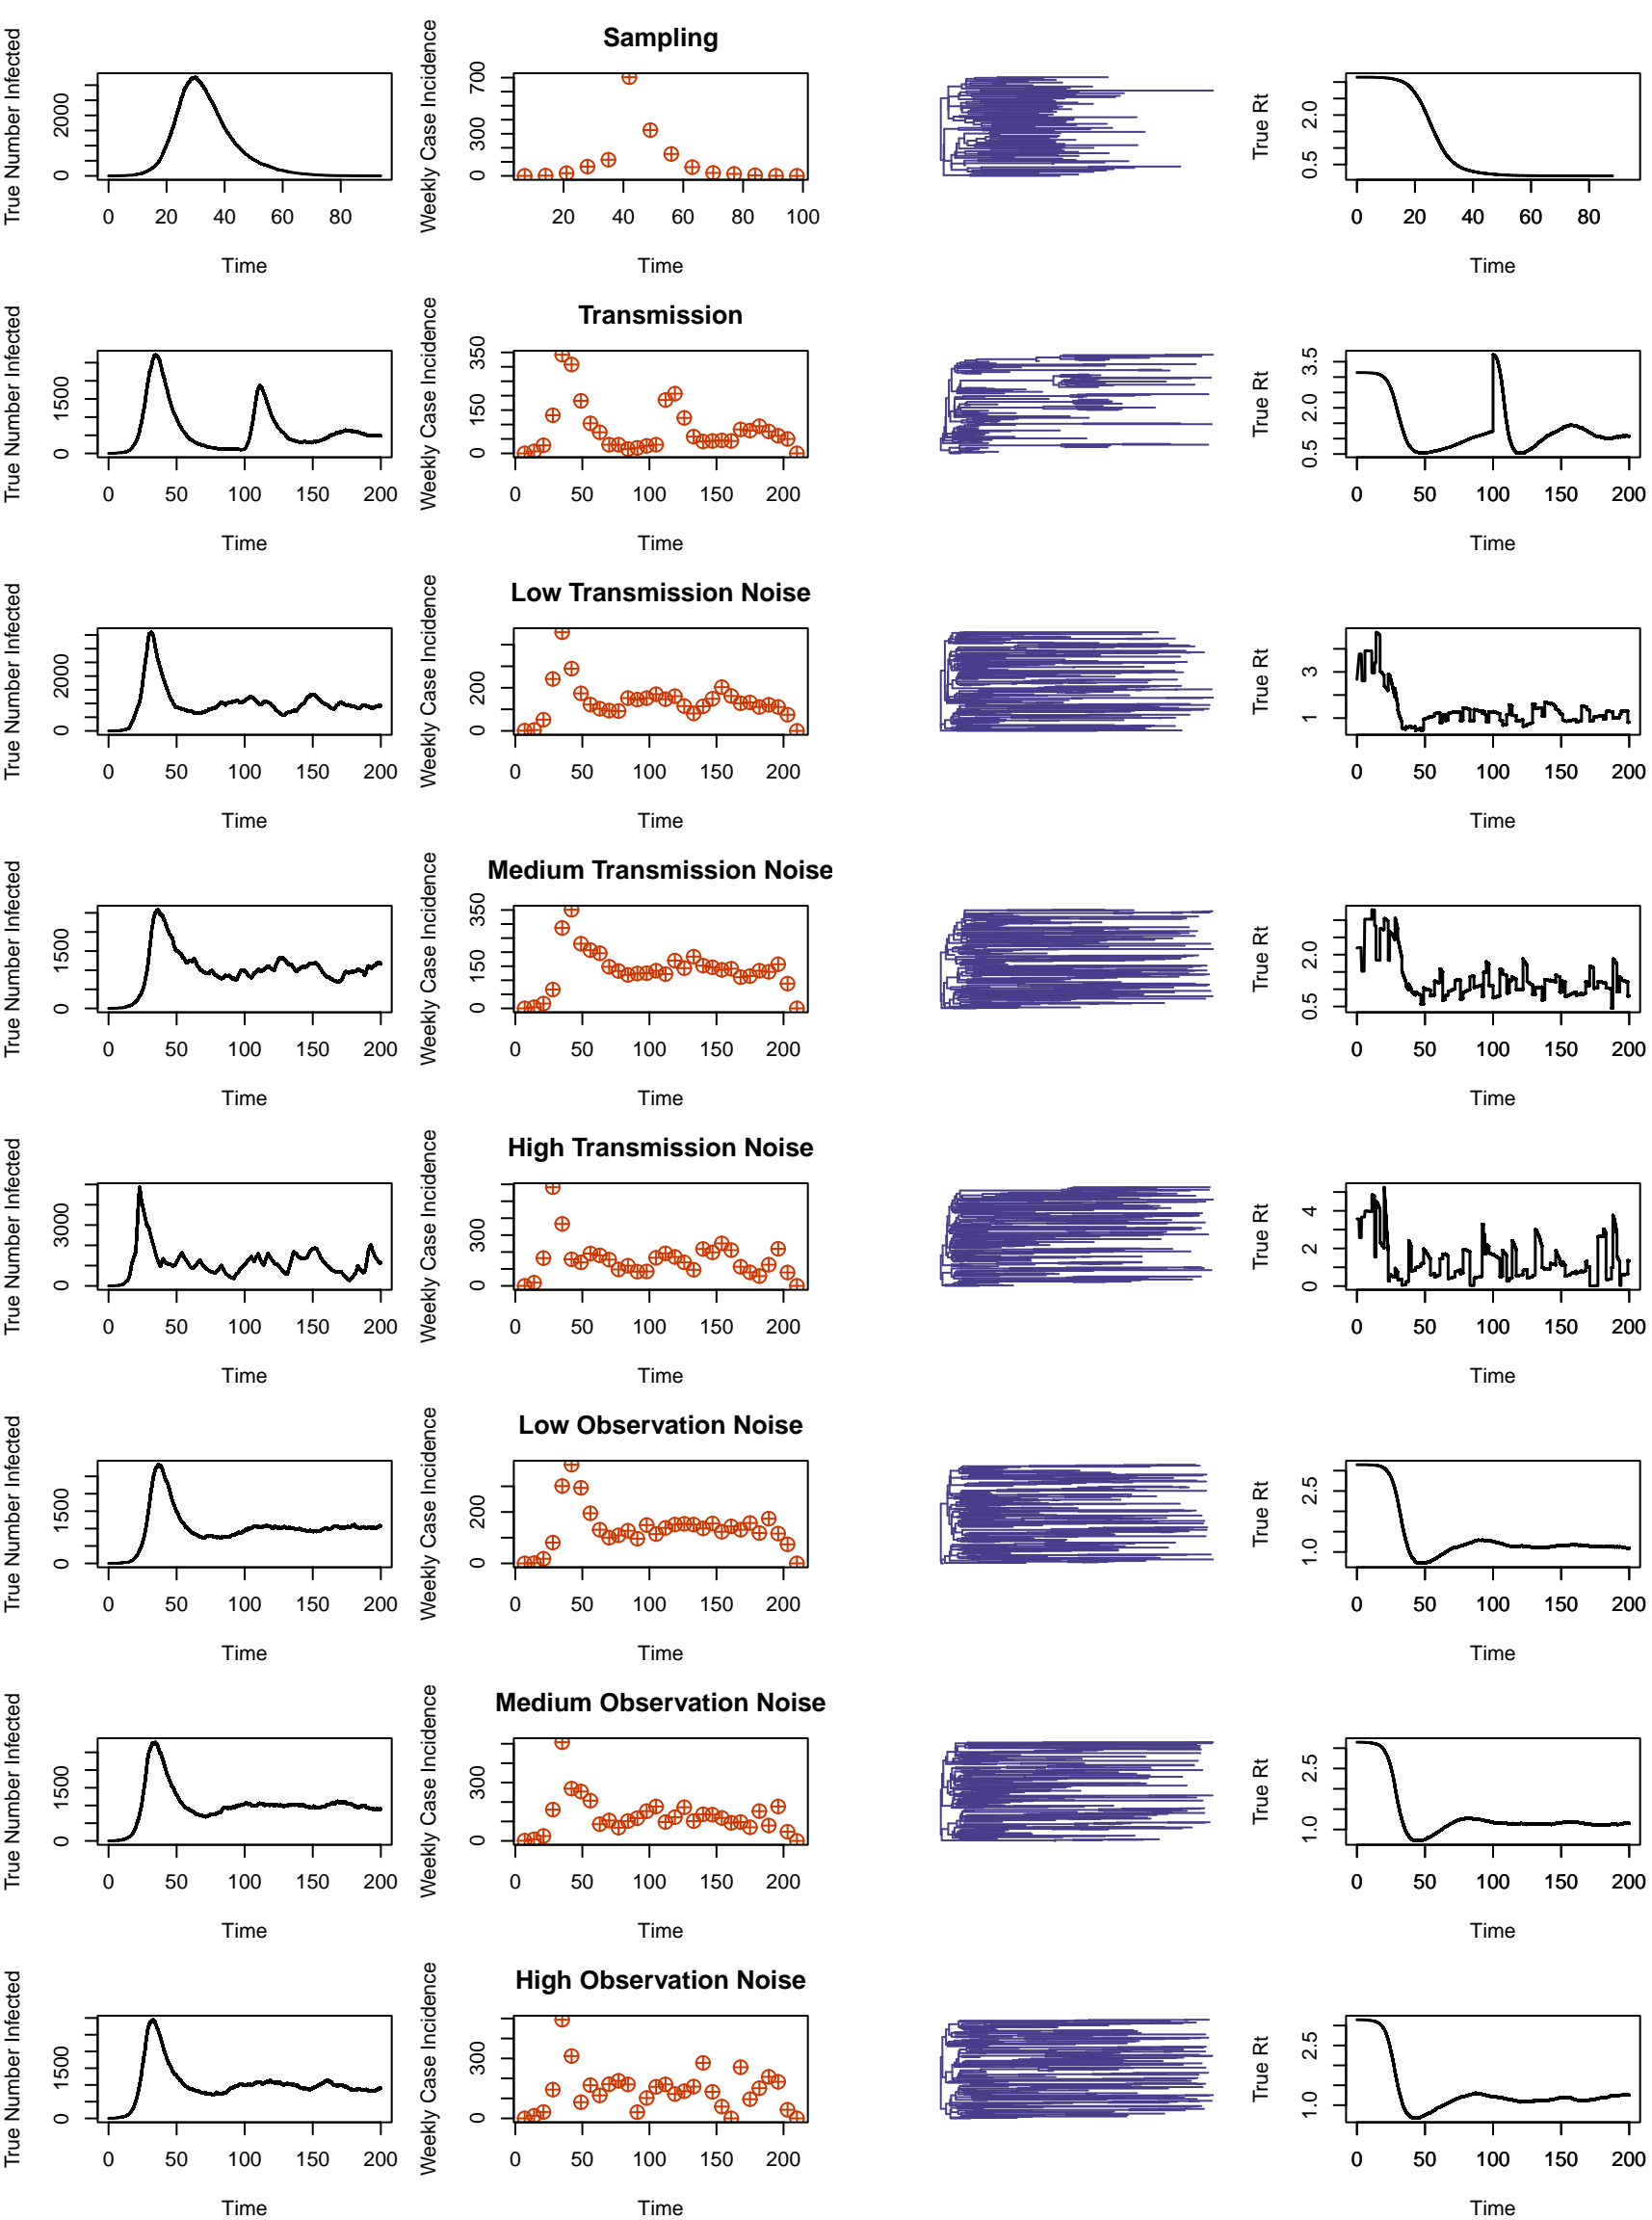 Sampling
True Number Infected
0 2000
0 20 40 60 80
Time
Weekly Case Incidence
0 300 700
20 40 60 80 100
Time
True Rt
0.5 2.0
0 20 40 60 80
Time
Transmission
True Number Infected
0 1500
0 50 100 150 200
Time
Weekly Case Incidence
0 150 350
0 50 100 150 200
Time
True Rt
0.5 2.0 3.5
0 50 100 150 200
Time
Low Transmission Noise
True Number Infected
0 2000
0 50 100 150 200
Time
Weekly Case Incidence
0 200
0 50 100 150 200
Time
True Rt
1 3
0 50 100 150 200
Time
Medium Transmission Noise
True Number Infected
0 1500
0 50 100 150 200
Time
Weekly Case Incidence
0 150 350
0 50 100 150 200
Time
True Rt
0.5 2.0
0 50 100 150 200
Time
High Transmission Noise
True Number Infected
0 3000
0 50 100 150 200
Time
Weekly Case Incidence
0 300
0 50 100 150 200
Time
True Rt
0 2 4
0 50 100 150 200
Time
Low Observation Noise
True Number Infected
0 1500
0 50 100 150 200
Time
Weekly Case Incidence
0 200
0 50 100 150 200
Time
True Rt
1.0 2.5
0 50 100 150 200
Time
Medium Observation Noise
True Number Infected
0 1500
0 50 100 150 200
Time
Weekly Case Incidence
0 300
0 50 100 150 200
Time
True Rt
1.0 2.5
0 50 100 150 200
Time
High Observation Noise
True Number Infected
0 1500
0 50 100 150 200
Time
Weekly Case Incidence
0 300
0 50 100 150 200
Time
True Rt
1.0 2.5
0 50 100 150 200
Time